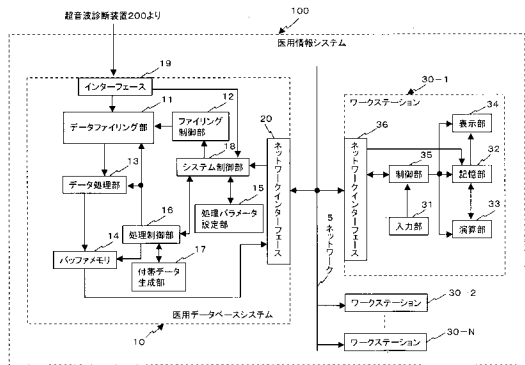 超音波診断装置200より
100
医用情報システム
19
インターフェース
11
データファイリング部
12
ファイリング
制御部
18
システム制御部
13
データ処理部
15
処理パラメータ
設定部
16
処理制御部
14
バッファメモリ
17
付帯データ
生成部
10
医用データベースシステム
20
ネットワークインターフェース
5 ネットワーク
30-1
ワークステーション
36
ネットワークインターフェース
34
表示部
35
制御部
32
記憶部
31
入力部
33
演算部
30-2
ワークステーション
30-N
ワークステーション